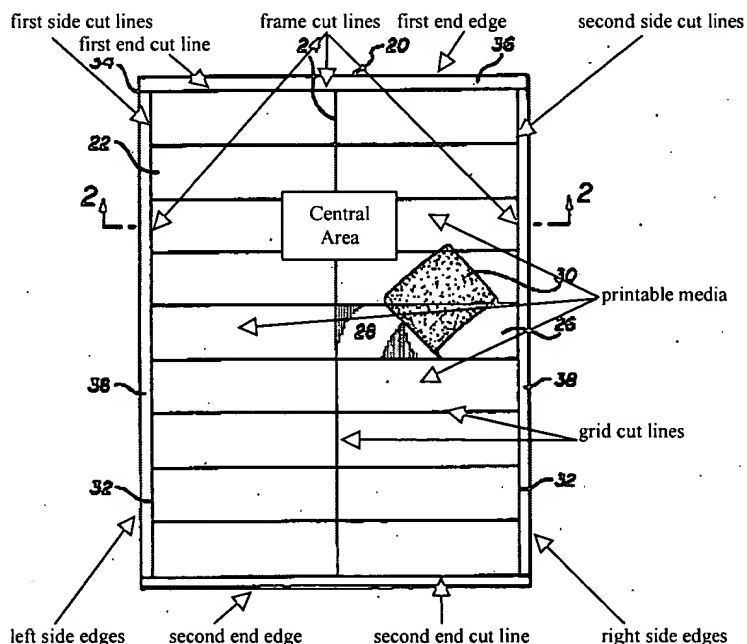 first side cut lines
frame cut lines
first end edge
second side cut lines
first end cut line
2
20
36
34
22
2
2
Central
Area
30
printable media
28
26
38
38
grid cut lines
32
32
left side edges
second end edge
second end cut line
right side edges